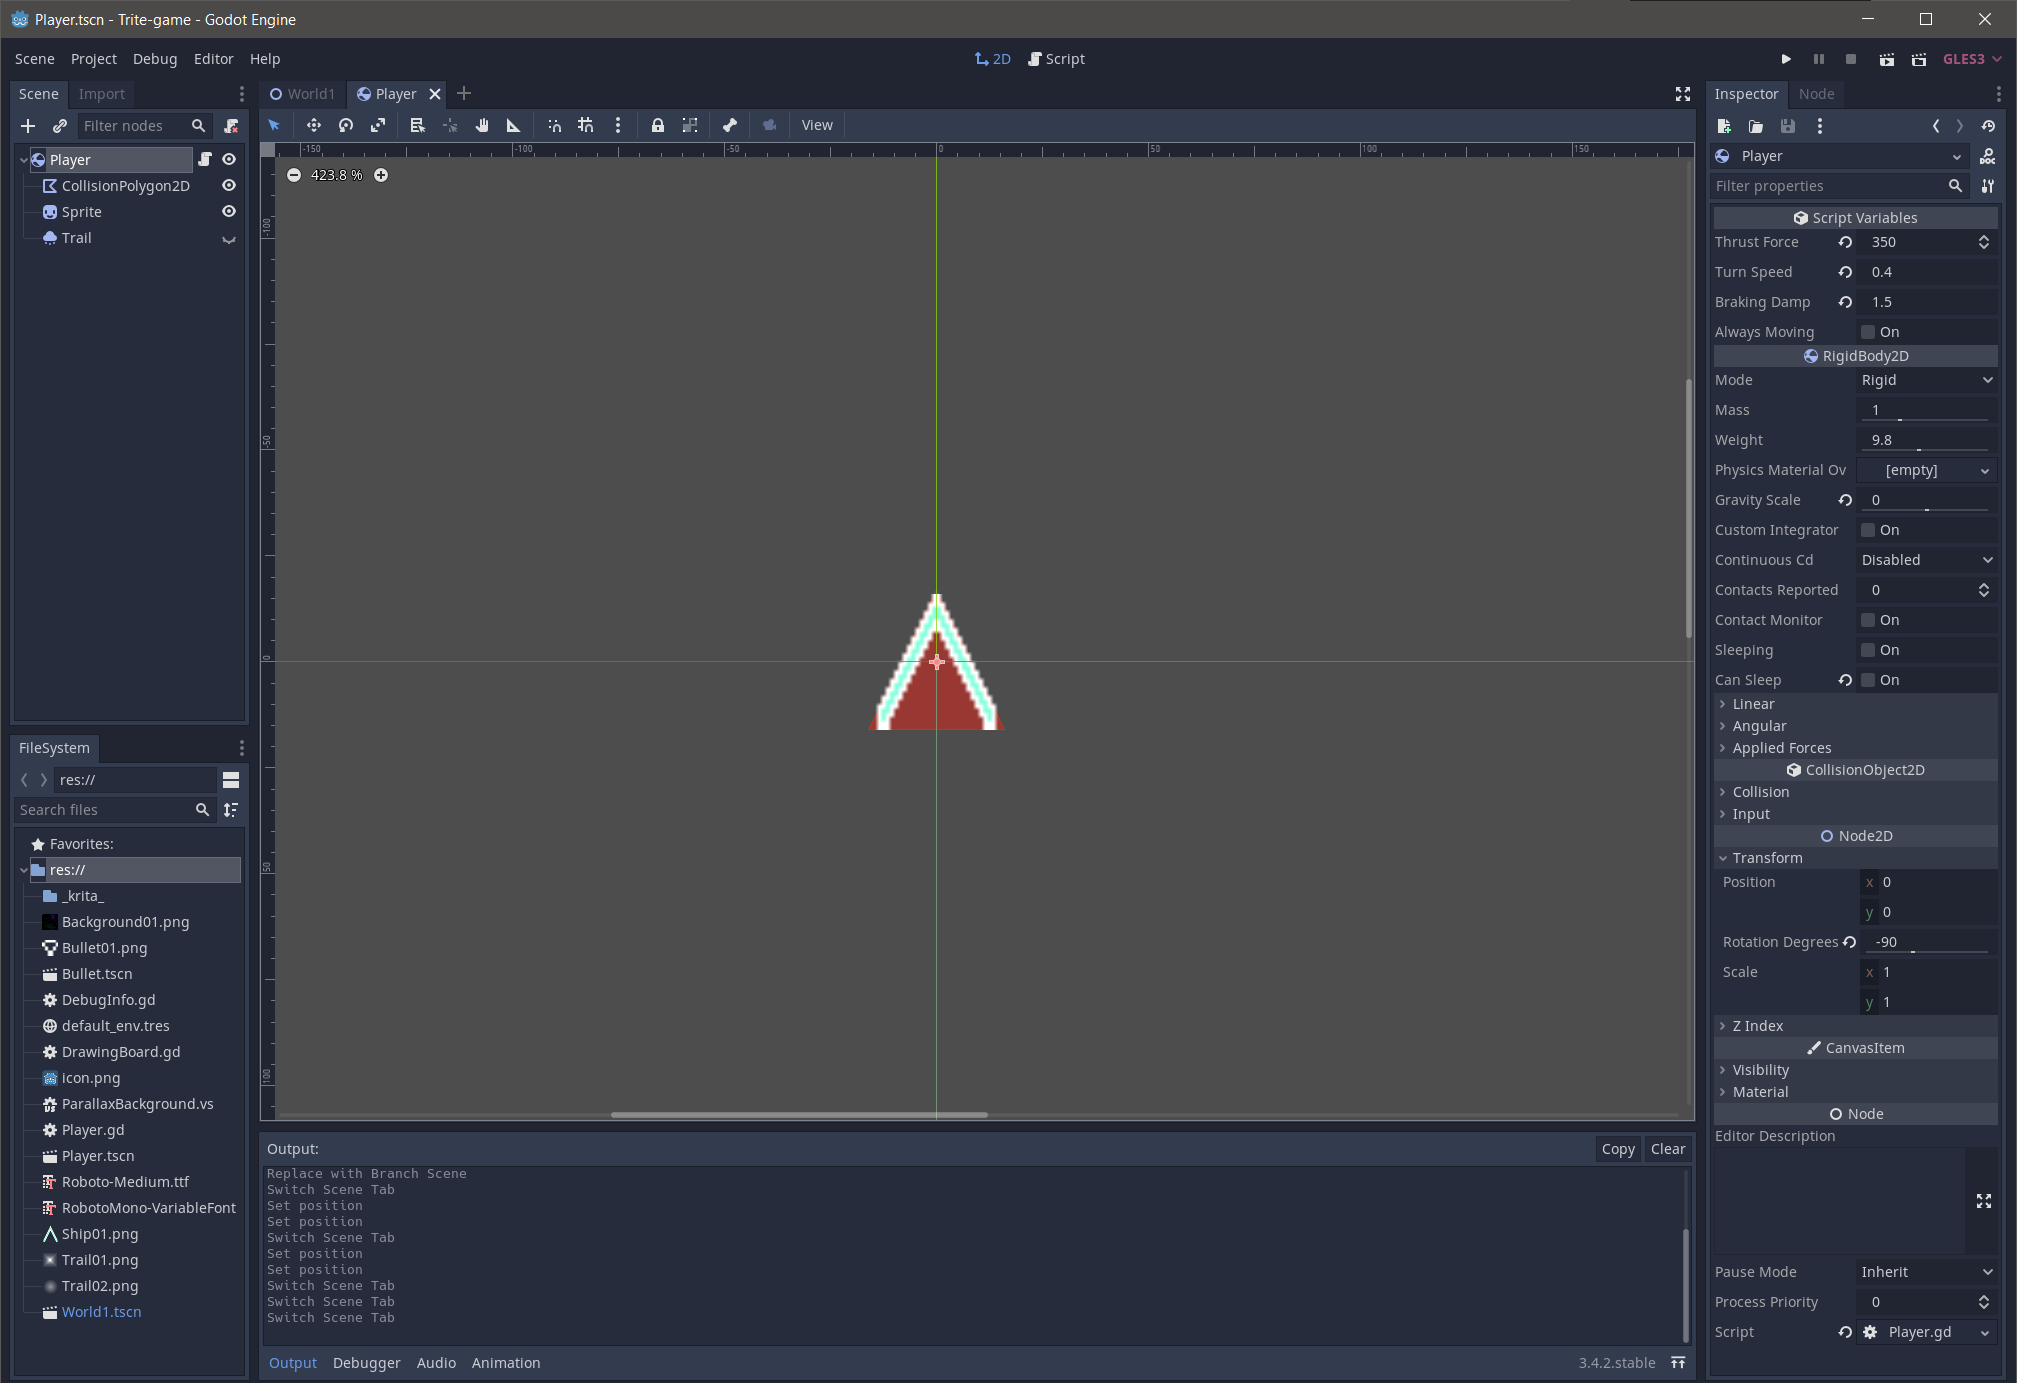 Player.tscn - Trite-game - Godot Engine
Scene Project Debug Editor Help
2D Script
GLES3
Scene Import
Filter nodes
Player
CollisionPolygon2D
Sprite
Trail
FileSystem
res://
Search files
Favorites:
res://
_krita_
Background01.png
Bullet01.png
Bullet.tscn
DebugInfo.gd
default_env.tres
DrawingBoard.gd
icon.png
ParallaxBackground.vs
Player.gd
Player.tscn
Roboto-Medium.ttf
RobotoMono-VariableFont
Ship01.png
Trail01.png
Trail02.png
World1.tscn
World1 Player
View
-150 -100 -50 0 50 100 150
423.8 %
-100
-50
0
50
100
Output:
Copy Clear
Replace with Branch Scene
Switch Scene Tab
Set position
Set position
Switch Scene Tab
Set position
Set position
Switch Scene Tab
Switch Scene Tab
Switch Scene Tab
Output Debugger Audio Animation
3.4.2.stable
Inspector Node
Player
DOC
Filter properties
Script Variables
Thrust Force 350
Turn Speed 0.4
Braking Damp 1.5
Always Moving On
RigidBody2D
Mode Rigid
Mass 1
Weight 9.8
Physics Material Ov [empty]
Gravity Scale 0
Custom Integrator On
Continuous Cd Disabled
Contacts Reported 0
Contact Monitor On
Sleeping On
Can Sleep On
Linear
Angular
Applied Forces
CollisionObject2D
Collision
Input
Node2D
Transform
Position x 0
y 0
Rotation Degrees -90
Scale x 1
y 1
Z Index
CanvasItem
Visibility
Material
Node
Editor Description
Pause Mode Inherit
Process Priority 0
Script Player.gd